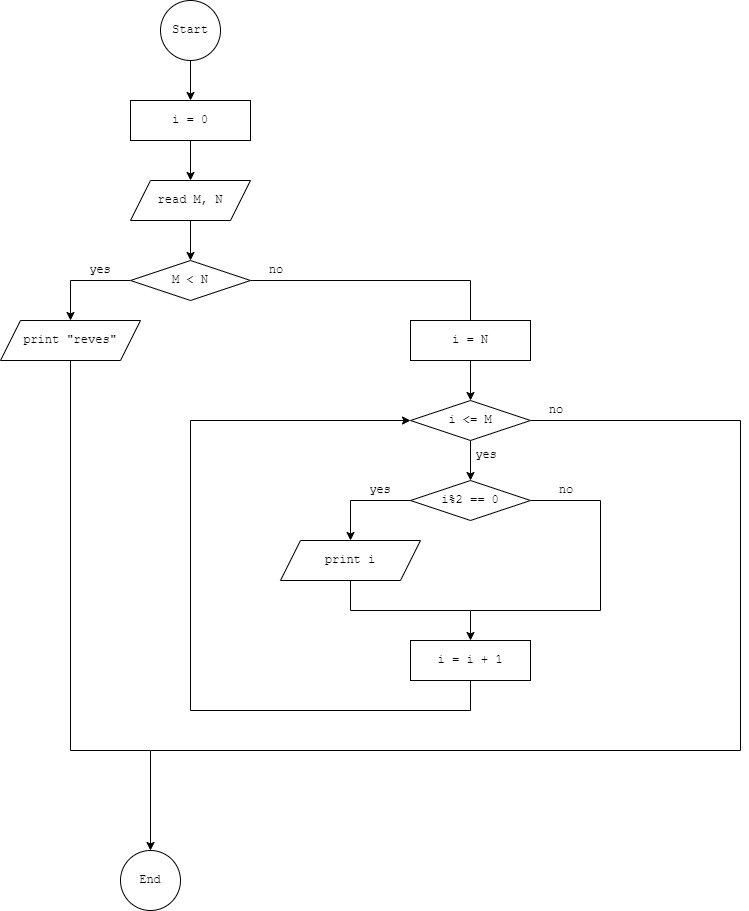 Start
i = 0
read M, N
yes
M < N
no
print "reves"
i = N
i <= M
no
yes
yes
i%2 == 0
no
print i
i = i + 1
End